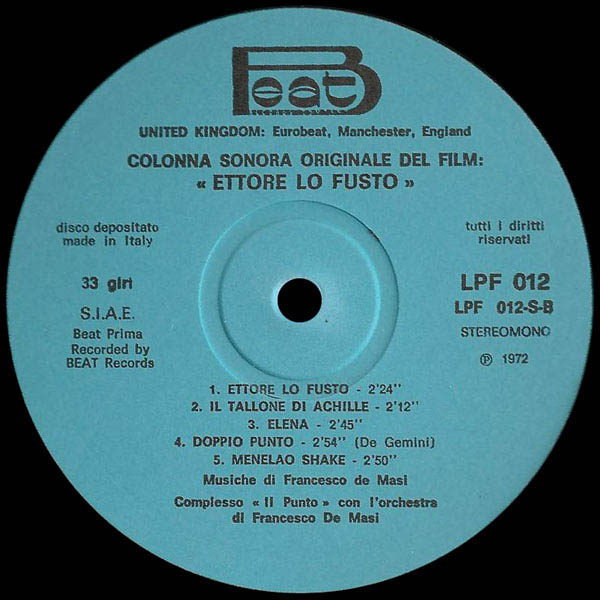 Beat
UNITED KINGDOM: Eurobeat, Manchester, England
COLONNA SONORA ORIGINALE DEL FILM:
« ETTORE LO FUSTO »
disco depositato
made in Italy
tutti i diritti
riservati
33 giri
LPF 012
S.I.A.E.
LPF 012-S-B
Beat Prima
Recorded by
BEAT Records
STEREOMONO
℗ 1972
1. ETTORE LO FUSTO - 2'24''
2. IL TALLONE DI ACHILLE - 2'12''
3. ELENA - 2'45''
4. DOPPIO PUNTO - 2'54'' (De Gemini)
5. MENELAO SHAKE - 2'50''
Musiche di Francesco de Masi
Complesso « Il Punto » con l'orchestra
di Francesco De Masi